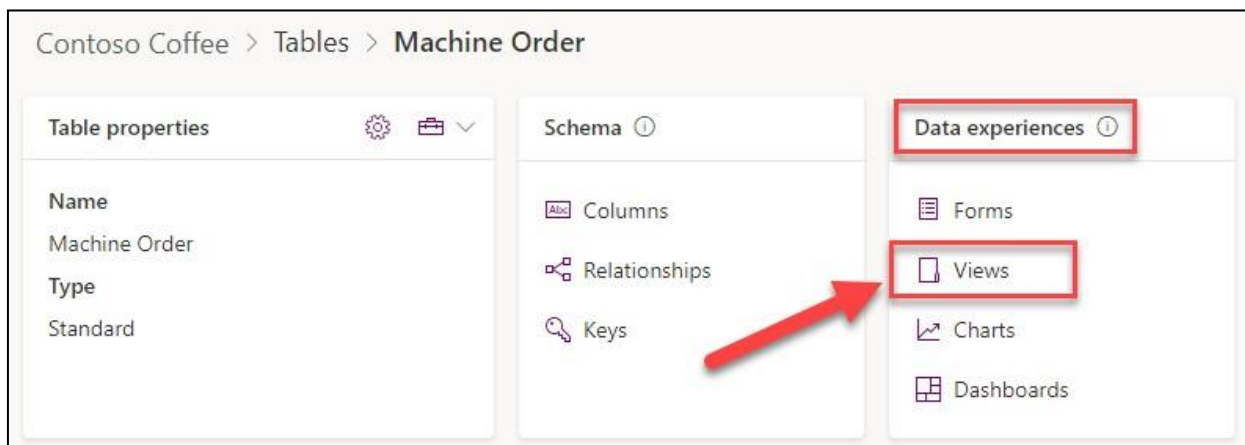 Contoso Coffee > Tables > Machine Order
Table properties
Name
Machine Order
Type
Standard
Schema
Abc Columns
Relationships
Keys
Data experiences
Forms
Views
Charts
Dashboards